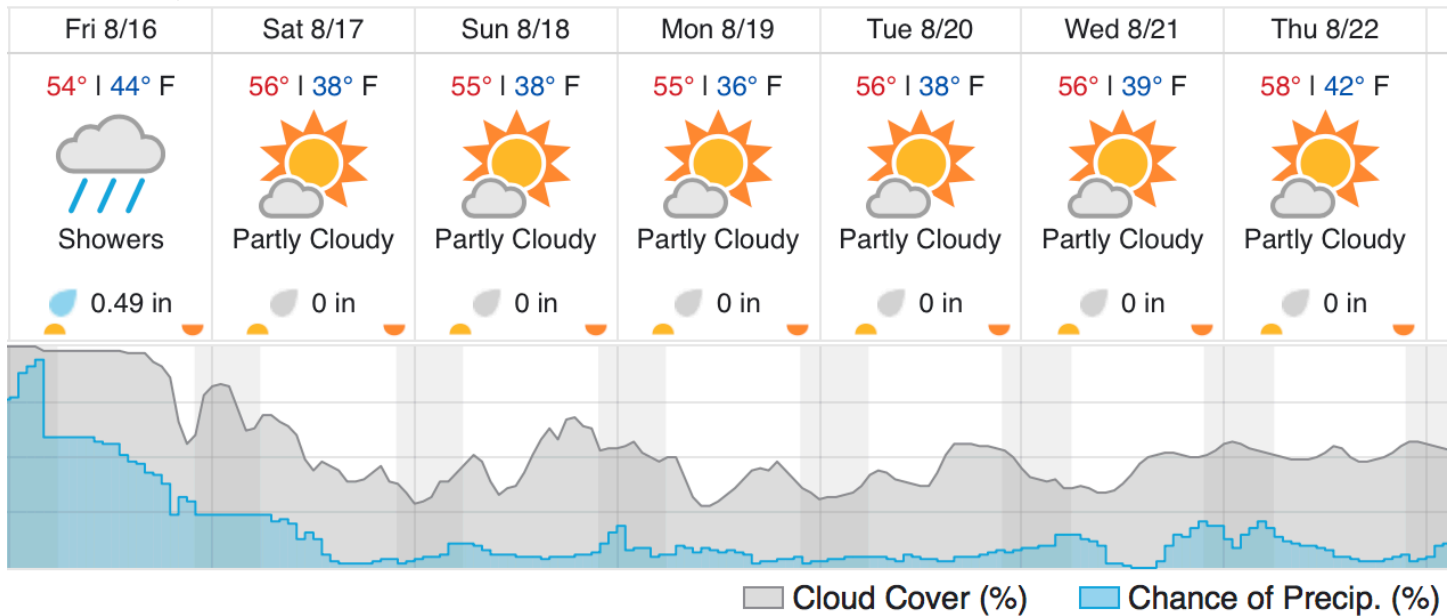 Fri 8/16 Sat 8/17 Sun 8/18 Mon 8/19 Tue 8/20 Wed 8/21 Thu 8/22
54° | 44° F 56° | 38° F 55° | 38° F 55° | 36° F 56° | 38° F 56° | 39° F 58° | 42° F
Showers Partly Cloudy Partly Cloudy Partly Cloudy Partly Cloudy Partly Cloudy Partly Cloudy
0.49 in 0 in 0 in 0 in 0 in 0 in 0 in
Cloud Cover (%) Chance of Precip. (%)